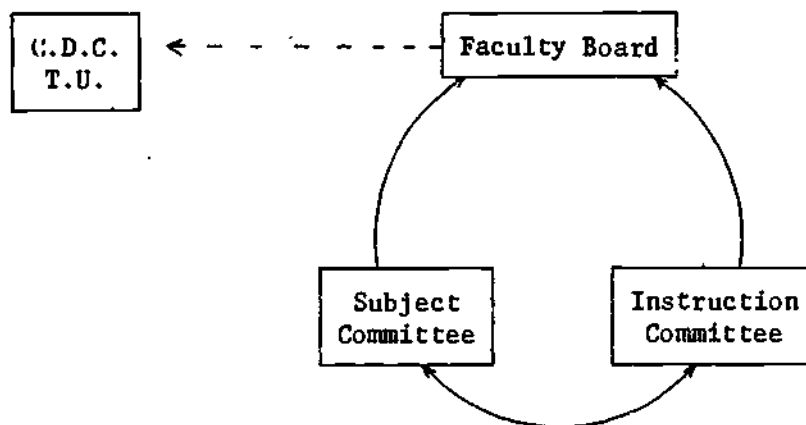 C.D.C.
T.U.
Faculty Board
Subject
Committee
Instruction
Committee